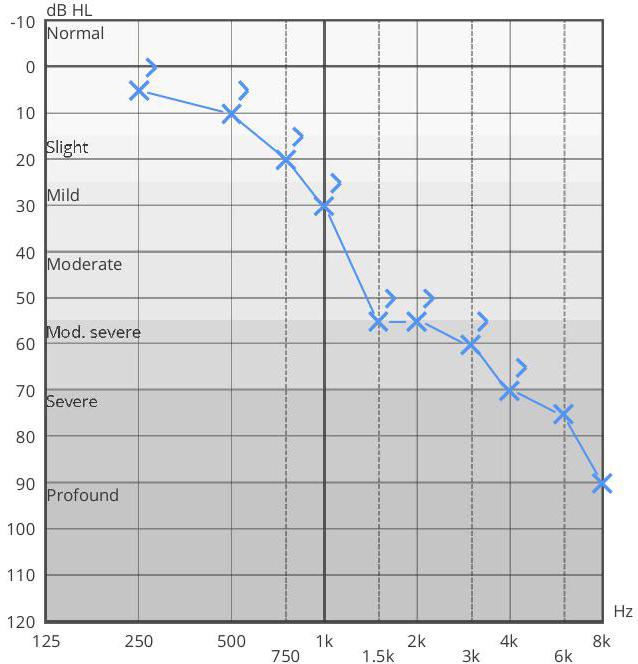 dB HL
-10
Normal
0
10
Slight
20
Mild
30
40
Moderate
50
Mod. severe
60
70
Severe
80
90
Profound
100
110
120
Hz
125 250 500 1k 2k 4k 8k
750 1.5k 3k 6k